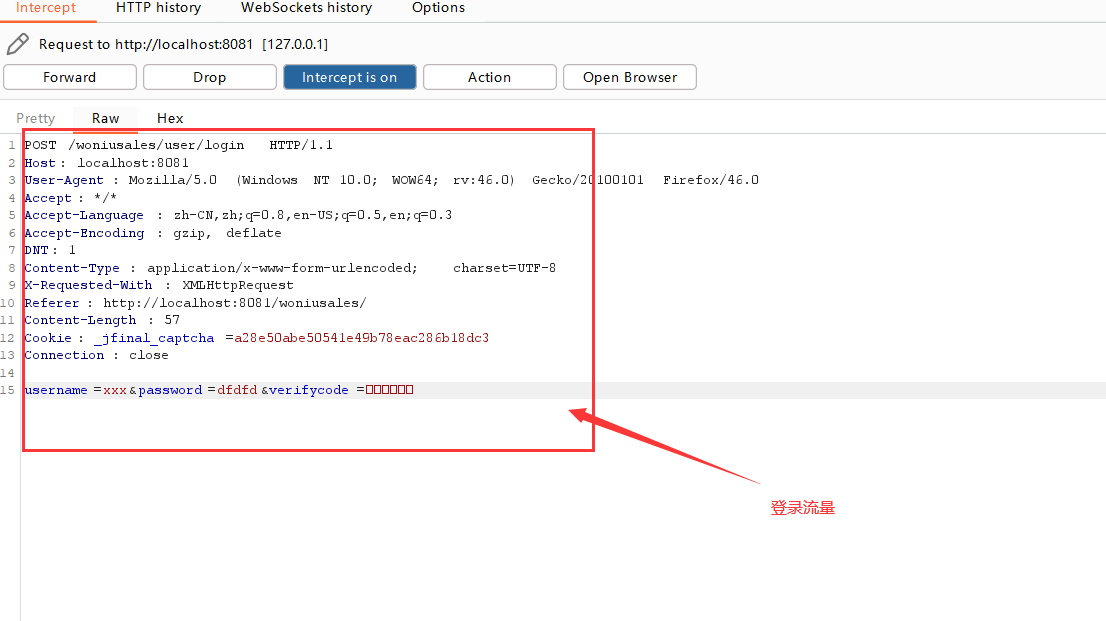 Intercept HTTP history WebSockets history Options
Request to http://localhost:8081 [127.0.0.1]
Forward Drop Intercept is on Action Open Browser
Pretty Raw Hex
1 POST /woniusales/user/login HTTP/1.1
2 Host: localhost:8081
3 User-Agent: Mozilla/5.0 (Windows NT 10.0; WOW64; rv:46.0) Gecko/20100101 Firefox/46.0
4 Accept: */*
5 Accept-Language: zh-CN,zh;q=0.8,en-US;q=0.5,en;q=0.3
6 Accept-Encoding: gzip, deflate
7 DNT: 1
8 Content-Type: application/x-www-form-urlencoded; charset=UTF-8
9 X-Requested-With: XMLHttpRequest
10 Referer: http://localhost:8081/woniusales/
11 Content-Length: 57
12 Cookie: _jfinal_captcha=a28e50abe50541e49b78eac286b18dc3
13 Connection: close
14
15 username=xxx&password=dfdfd&verifycode=□□□□□□
登录流量